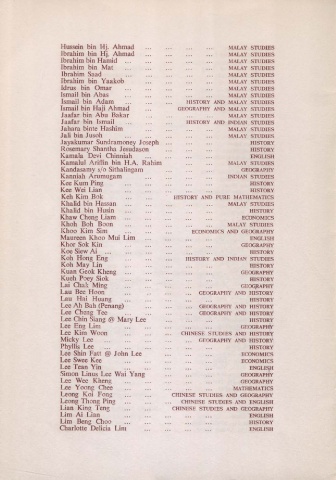 Hussein bin Hj. Ahmad ... ... ... ... MALAY STUDIES
Ibrahim bin Hj. Ahmad ... ... ... ... MALAY STUDIES
Ibrahim bin Hamid ... ... ... ... MALAY STUDIES
Ibrahim bin Mat ... ... ... ... MALAY STUDIES
Ibrahim Saad ... ... ... ... MALAY STUDIES
Ibrahim bin Yaakob ... ... ... ... MALAY STUDIES
Idrus bin Omar ... ... ... ... MALAY STUDIES
Ismail bin Abas ... ... ... ... MALAY STUDIES
Ismail bin Adam ... ... ... HISTORY AND MALAY STUDIES
Ismail bin Haji Ahmad ... ... GEOGRAPHY AND MALAY STUDIES
Jaafar bin Abu Bakar ... ... ... MALAY STUDIES
Jaafar bin Ismail ... ... HISTORY AND INDIAN STUDIES
Jahara binte Hashim ... ... ... MALAY STUDIES
Jali bin Jusoh ... ... ... ... MALAY STUDIES
Jayakumar Sundramoney Joseph ... ... ... HISTORY
Rosemary Shantha Jesudason ... ... ... HISTORY
Kamala Devi Chinniah ... ... ... ENGLISH
Kamalul Ariffin bin H.A. Rahim ... ... MALAY STUDIES
Kandasamy s/o Sithalingam ... ... ... GEOGRAPHY
Kanniah Arumugam ... ... ... INDIAN STUDIES
Kee Kum Ping ... ... ... ... HISTORY
Kee Wei Lian ... ... ... ... HISTORY
Keh Kim Bok ... ... HISTORY AND PURE MATHEMATICS
Khalid bin Hassan ... ... ... MALAY STUDIES
Khalid bin Husin ... ... ... HISTORY
Khaw Cheng Liam ... ... ... ECONOMICS
Khoh Boh Boon ... ... ... MALAY STUDIES
Khoo Kim Sim ... ... ECONOMICS AND GEOGRAPHY
Maureen Khoo Mui Lim ... ... ... ENGLISH
Khor Sok Kin ... ... ... ... GEOGRAPHY
Koe Siew Ai ... ... ... ... HISTORY
Koh Hong Eng ... ... HISTORY AND INDIAN STUDIES
Koh May Lin ... ... ... ... HISTORY
Kuan Geok Kheng ... ... ... GEOGRAPHY
Kueh Poey Siok ... ... ... HISTORY
Lai Chak Ming ... ... ... GEOGRAPHY
Lau Bee Hoon ... ... GEOGRAPHY AND HISTORY
Lau Hui Huang ... ... ... HISTORY
Lee Ah Bah (Penang) ... ... GEOGRAPHY AND HISTORY
Lee Chang Tee ... ... GEOGRAPHY AND HISTORY
Lee Chin Siang @ Mary Lee ... ... ... HISTORY
Lee Eng Lim ... ... ... GEOGRAPHY
Lee Kim Woon ... ... CHINESE STUDIES AND HISTORY
Micky Lee ... ... GEOGRAPHY AND HISTORY
Phyllis Lee ... ... ... ... HISTORY
Lee Shin Fatt @ John Lee ... ... ... ECONOMICS
Lee Swee Kee ... ... ... ECONOMICS
Lee Tean Yin ... ... ... ... ENGLISH
Simon Linus Lee Wai Yang ... ... ... GEOGRAPHY
Lee Wee Kheng ... ... ... GEOGRAPHY
Lee Yoong Chee ... ... ... MATHEMATICS
Leong Koi Fong ... CHINESE STUDIES AND GEOGRAPHY
Leong Thong Ping ... CHINESE STUDIES AND ENGLISH
Lian King Teng ... CHINESE STUDIES AND GEOGRAPHY
Lim Ai Lian ... ... ... ... ENGLISH
Lim Beng Choo ... ... ... HISTORY
Charlotte Delicia Lim ... ... ... ENGLISH